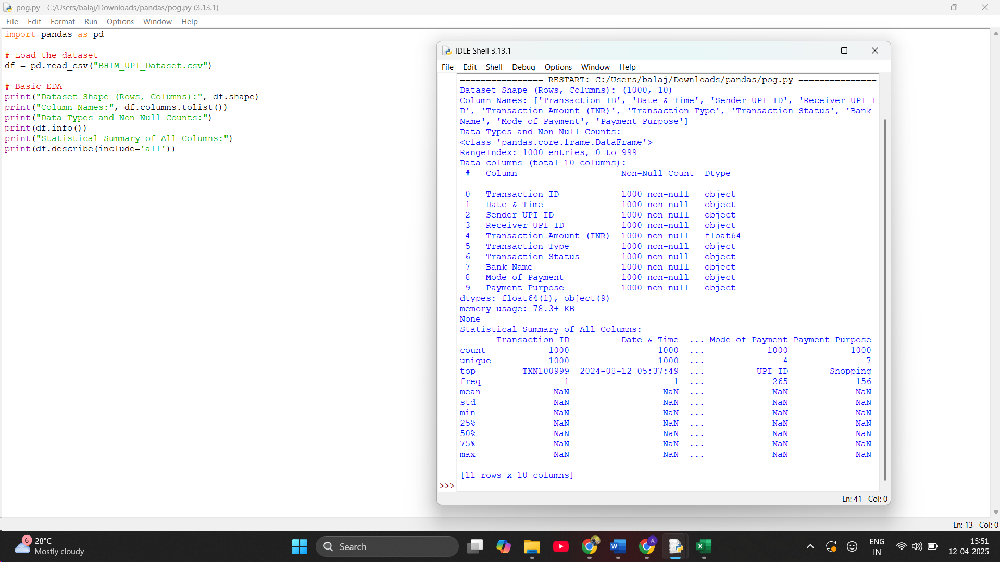 pog.py - C:/Users/balaj/Downloads/pandas/pog.py (3.13.1)
File Edit Format Run Options Window Help
import pandas as pd
# Load the dataset
df = pd.read_csv("BHIM_UPI_Dataset.csv")
# Basic EDA
print("Dataset Shape (Rows, Columns):", df.shape)
print("Column Names:", df.columns.tolist())
print("Data Types and Non-Null Counts:")
print(df.info())
print("Statistical Summary of All Columns:")
print(df.describe(include='all'))
Ln: 13 Col: 0
IDLE Shell 3.13.1
File Edit Shell Debug Options Window Help
================ RESTART: C:/Users/balaj/Downloads/pandas/pog.py ===============
Dataset Shape (Rows, Columns): (1000, 10)
Column Names: ['Transaction ID', 'Date & Time', 'Sender UPI ID', 'Receiver UPI I
D', 'Transaction Amount (INR)', 'Transaction Type', 'Transaction Status', 'Bank
Name', 'Mode of Payment', 'Payment Purpose']
Data Types and Non-Null Counts:
<class 'pandas.core.frame.DataFrame'>
RangeIndex: 1000 entries, 0 to 999
Data columns (total 10 columns):
 #   Column                    Non-Null Count  Dtype
---  ------                    --------------  -----
 0   Transaction ID            1000 non-null   object
 1   Date & Time               1000 non-null   object
 2   Sender UPI ID             1000 non-null   object
 3   Receiver UPI ID           1000 non-null   object
 4   Transaction Amount (INR)  1000 non-null   float64
 5   Transaction Type          1000 non-null   object
 6   Transaction Status        1000 non-null   object
 7   Bank Name                 1000 non-null   object
 8   Mode of Payment           1000 non-null   object
 9   Payment Purpose           1000 non-null   object
dtypes: float64(1), object(9)
memory usage: 78.3+ KB
None
Statistical Summary of All Columns:
       Transaction ID          Date & Time  ... Mode of Payment Payment Purpose
count            1000                 1000  ...            1000            1000
unique           1000                 1000  ...               4               7
top         TXN100999  2024-08-12 05:37:49  ...          UPI ID        Shopping
freq                1                    1  ...             265             156
mean              NaN                  NaN  ...             NaN             NaN
std               NaN                  NaN  ...             NaN             NaN
min               NaN                  NaN  ...             NaN             NaN
25%               NaN                  NaN  ...             NaN             NaN
50%               NaN                  NaN  ...             NaN             NaN
75%               NaN                  NaN  ...             NaN             NaN
max               NaN                  NaN  ...             NaN             NaN
[11 rows x 10 columns]
>>>
Ln: 41 Col: 0
6
28°C
Mostly cloudy
Search
A
W
X
ENG
IN
15:51
12-04-2025